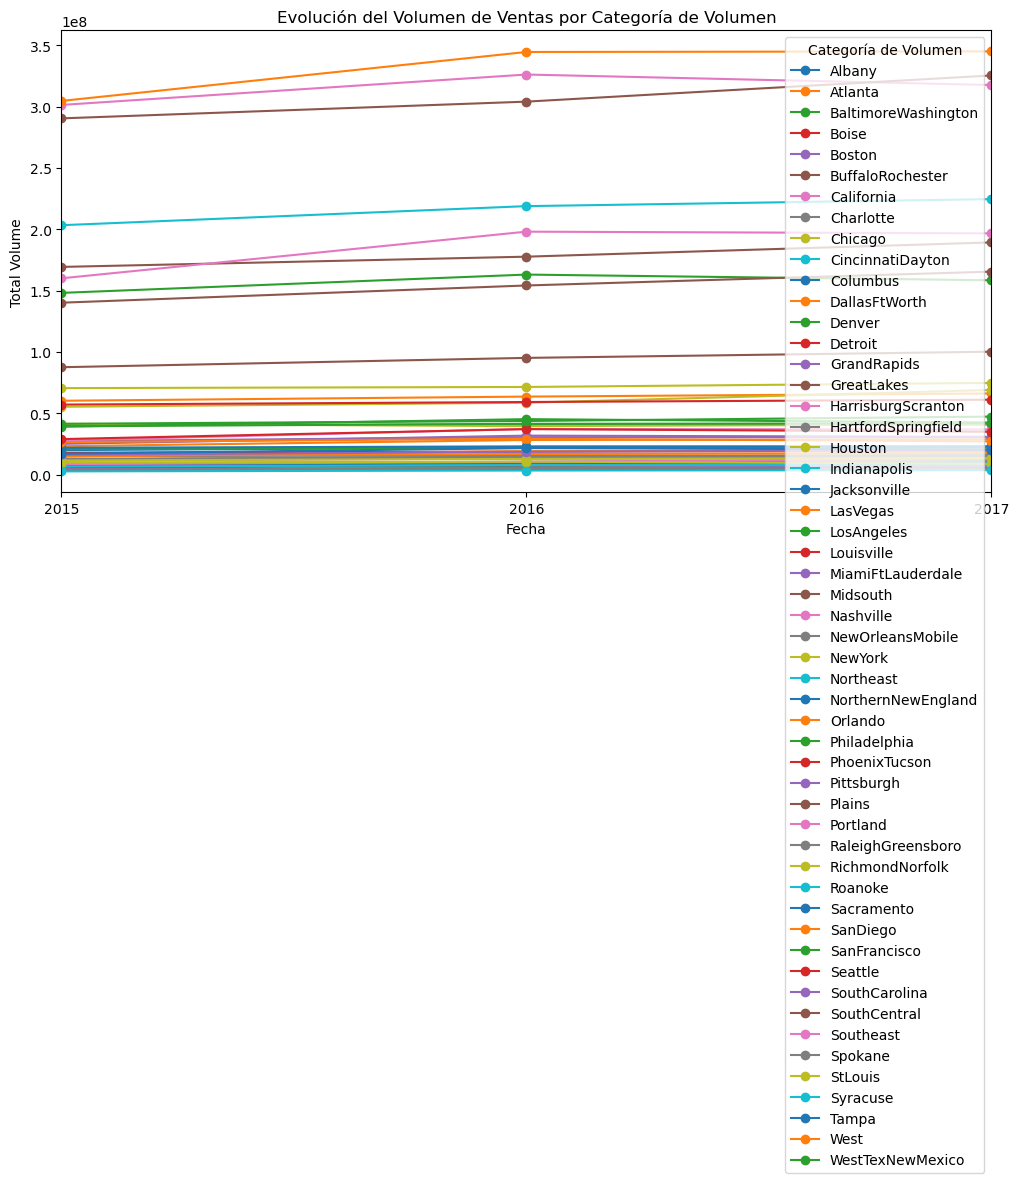 Evolución del Volumen de Ventas por Categoría de Volumen
1e8
3.5
3.0
2.5
2.0
1.5
1.0
0.5
0.0
Total Volume
2015
2016
2017
Fecha
Categoría de Volumen
Albany
Atlanta
BaltimoreWashington
Boise
Boston
BuffaloRochester
California
Charlotte
Chicago
CincinnatiDayton
Columbus
DallasFtWorth
Denver
Detroit
GrandRapids
GreatLakes
HarrisburgScranton
HartfordSpringfield
Houston
Indianapolis
Jacksonville
LasVegas
LosAngeles
Louisville
MiamiFtLauderdale
Midsouth
Nashville
NewOrleansMobile
NewYork
Northeast
NorthernNewEngland
Orlando
Philadelphia
PhoenixTucson
Pittsburgh
Plains
Portland
RaleighGreensboro
RichmondNorfolk
Roanoke
Sacramento
SanDiego
SanFrancisco
Seattle
SouthCarolina
SouthCentral
Southeast
Spokane
StLouis
Syracuse
Tampa
West
WestTexNewMexico